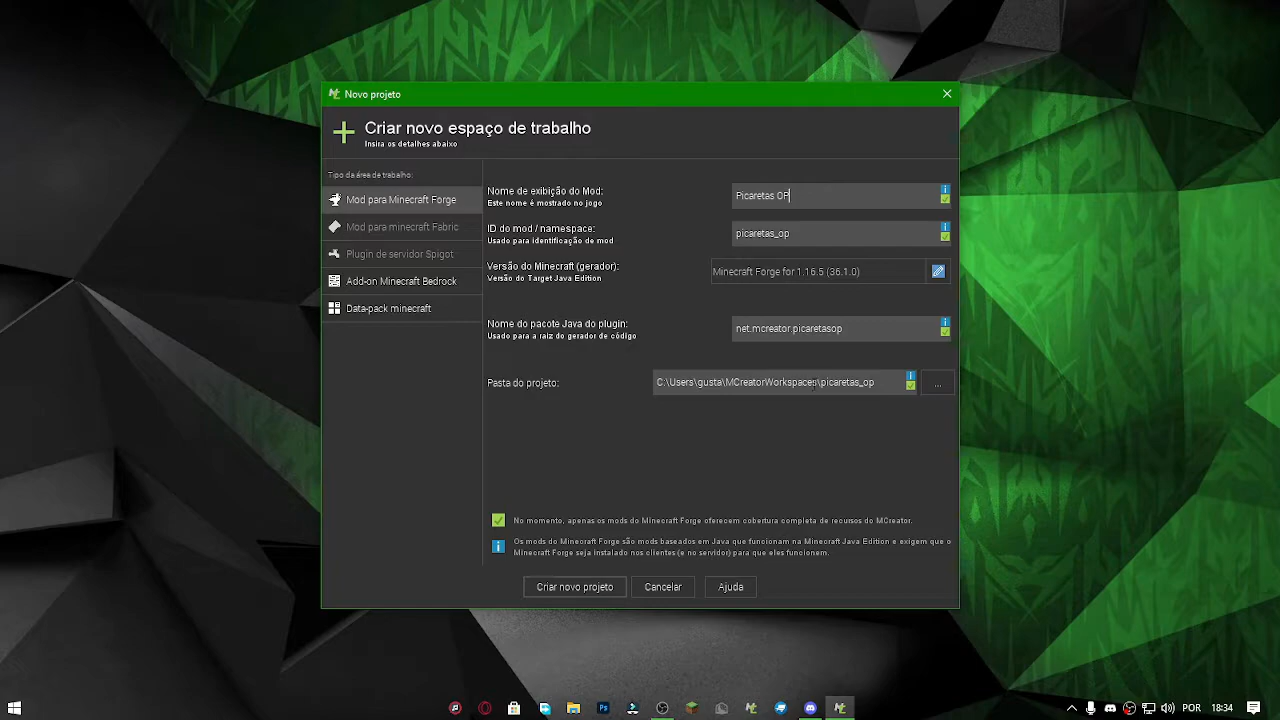 Novo projeto
Criar novo espaço de trabalho
Insira os detalhes abaixo
Tipo da área de trabalho:
Mod para Minecraft Forge
Mod para minecraft Fabric
Plugin de servidor Spigot
Add-on Minecraft Bedrock
Data-pack minecraft
Nome de exibição do Mod:
Este nome é mostrado no jogo
Picaretas OP
ID do mod / namespace:
Usado para identificação de mod
picaretas_op
Versão do Minecraft (gerador):
Versão do Target Java Edition
Minecraft Forge for 1.16.5 (36.1.0)
Nome do pacote Java do plugin:
Usado para a raiz do gerador de código
net.mcreator.picaretasop
Pasta do projeto:
C:\Users\gusta\MCreatorWorkspaces\picaretas_op
...
No momento, apenas os mods do Minecraft Forge oferecem cobertura completa de recursos do MCreator.
Os mods do Minecraft Forge são mods baseados em Java que funcionam na Minecraft Java Edition e exigem que o
Minecraft Forge seja instalado nos clientes (e no servidor) para que eles funcionem.
Criar novo projeto
Cancelar
Ajuda
Ps
POR
18:34